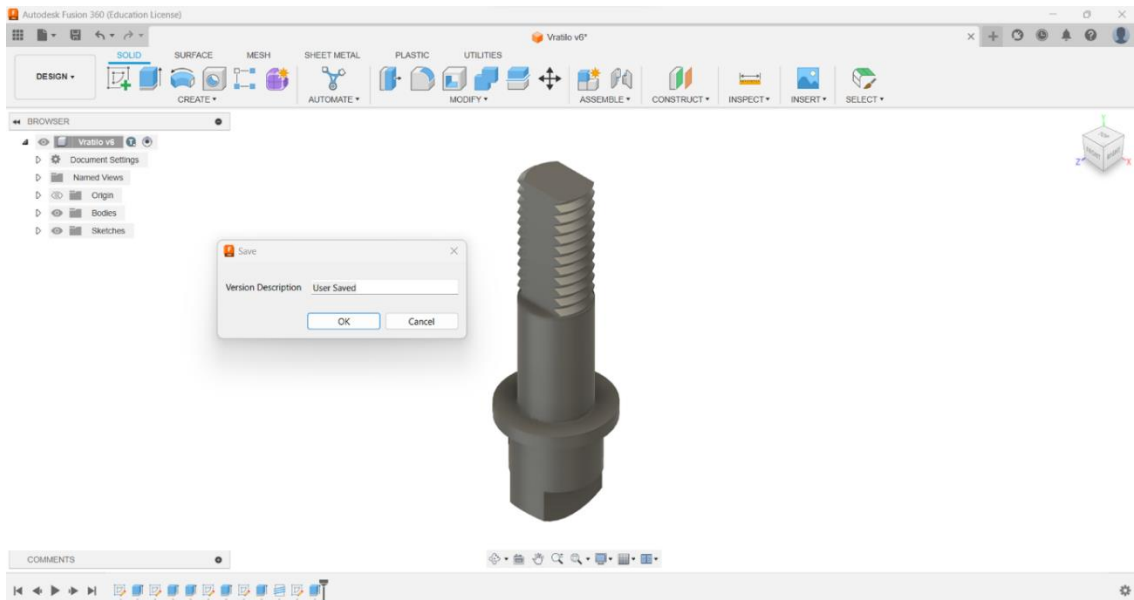 Autodesk Fusion 360 (Education License)
Vratilo v6*
SOLID SURFACE MESH SHEET METAL PLASTIC UTILITIES
DESIGN
CREATE AUTOMATE MODIFY ASSEMBLE CONSTRUCT INSPECT INSERT SELECT
BROWSER
Vratilo v6
Document Settings
Named Views
Origin
Bodies
Sketches
Save
Version Description User Saved
OK Cancel
Z X
COMMENTS